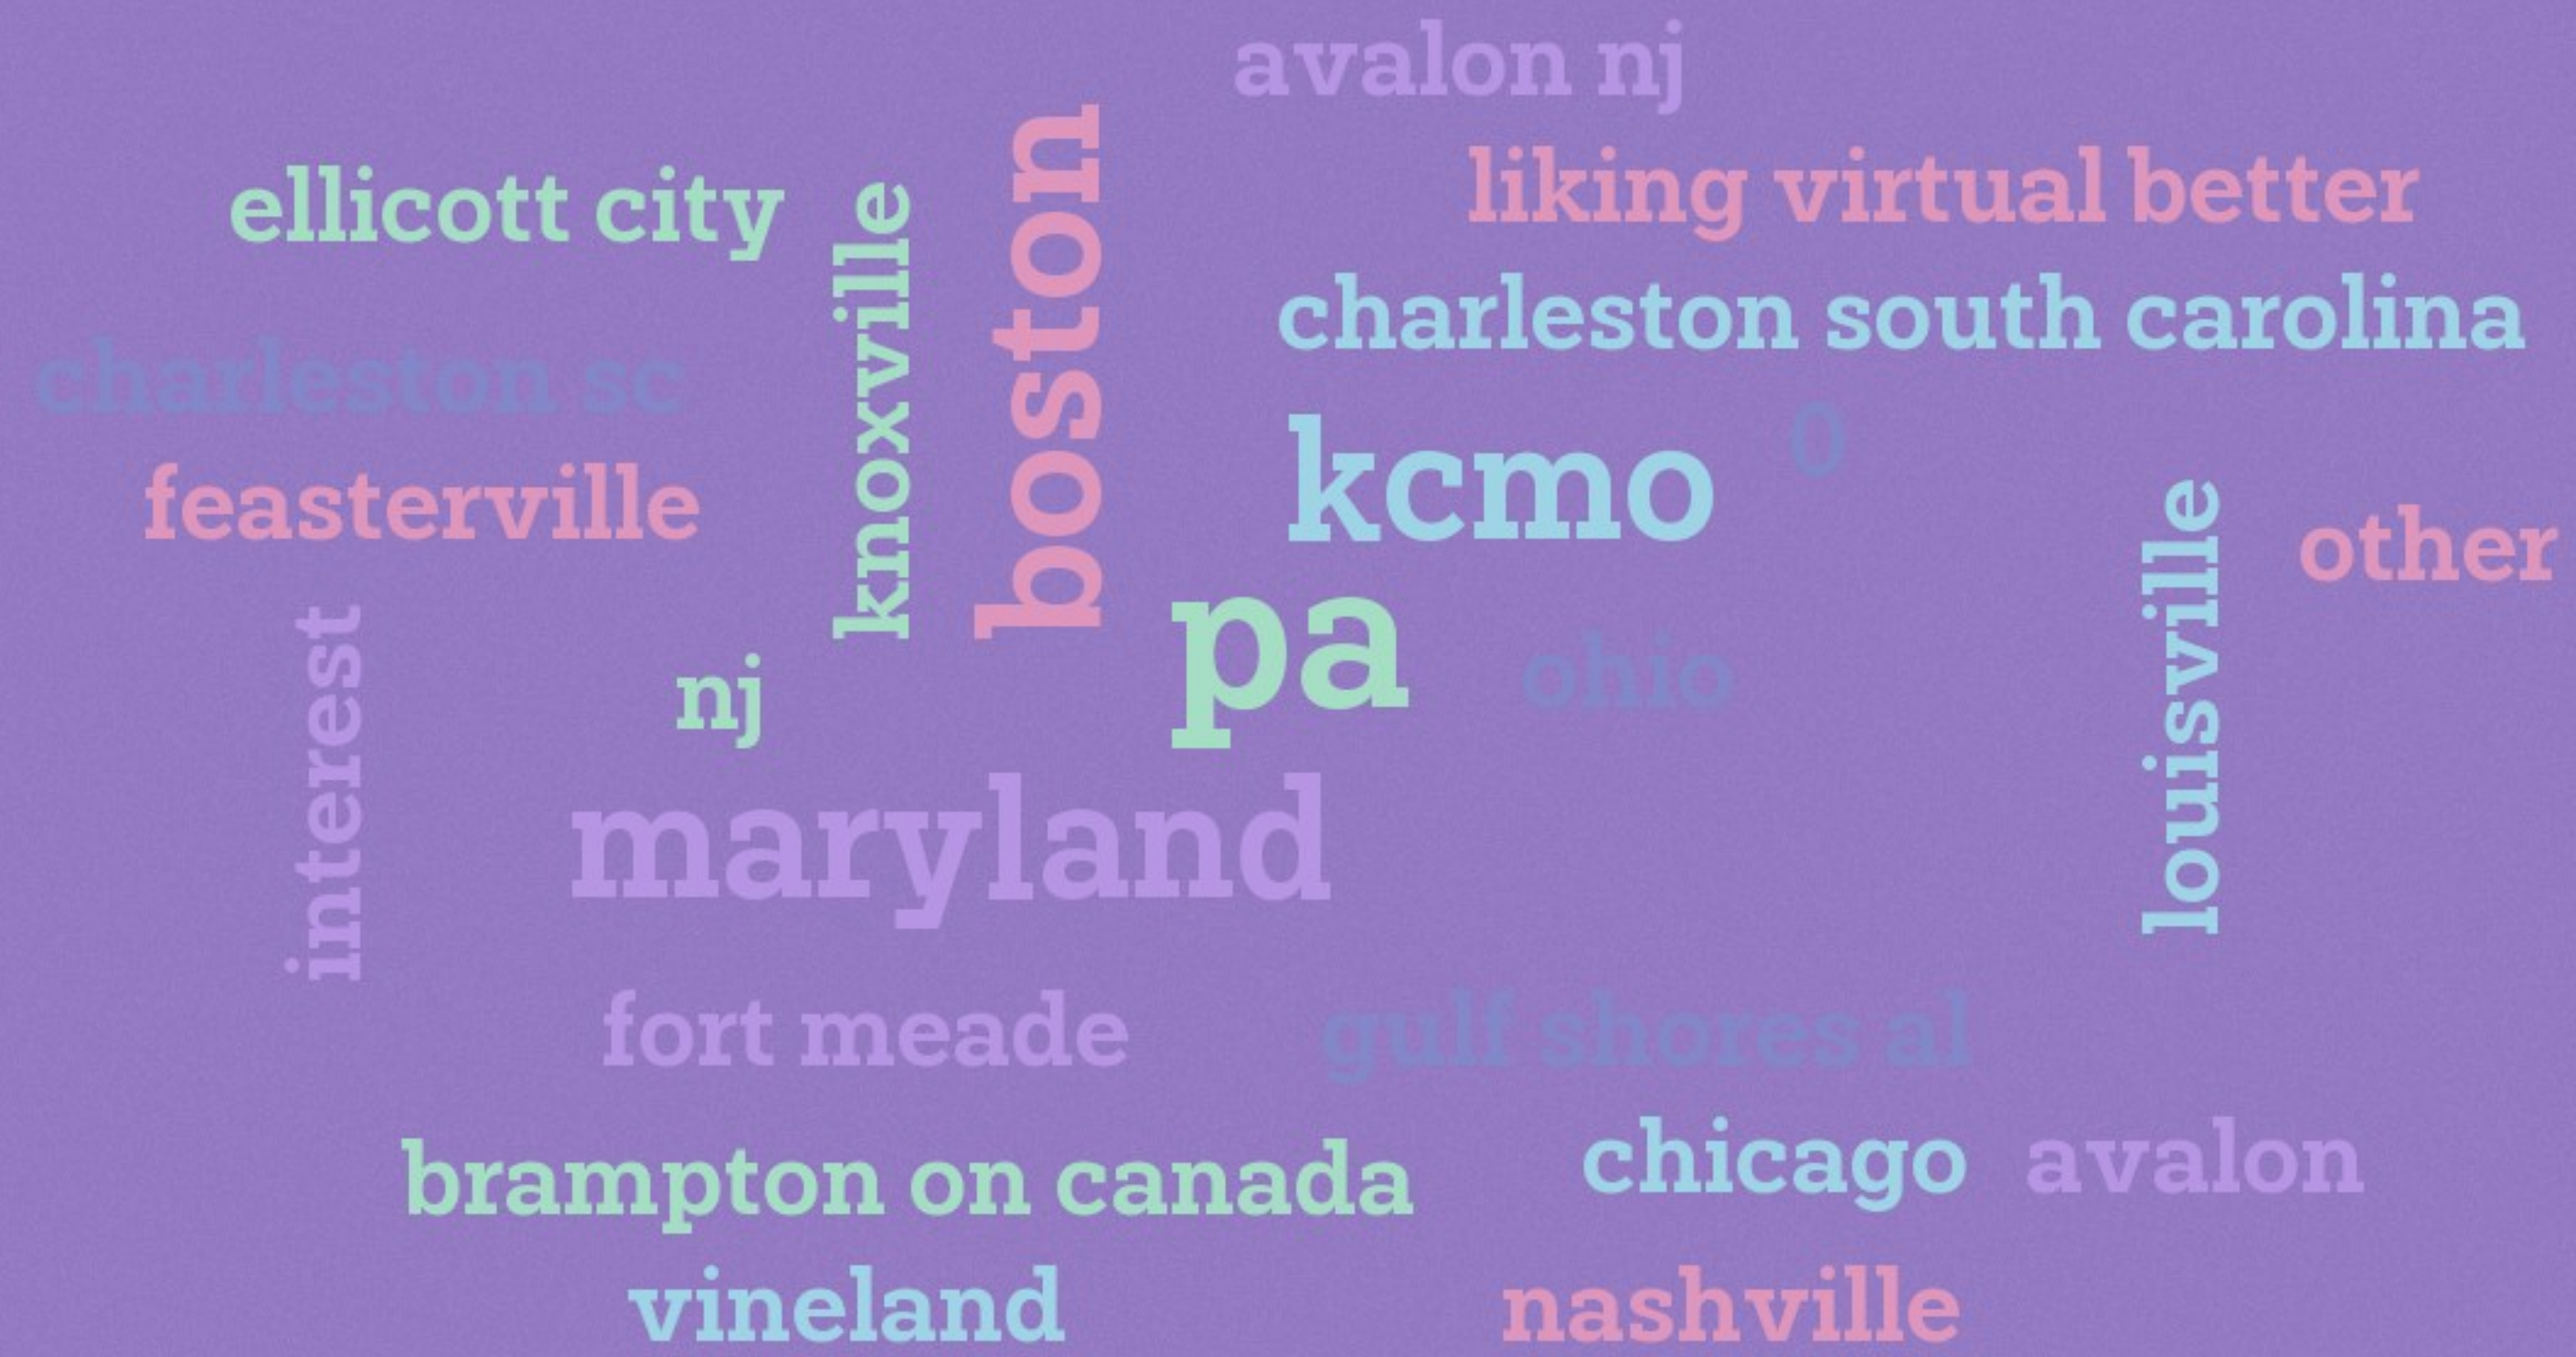 avalon nj
liking virtual better
ellicott city
knoxville
boston
charleston south carolina
charleston sc
kcmo
0
feasterville
louisville
other
interest
nj
pa
ohio
maryland
fort meade
gulf shores al
brampton on canada
chicago
avalon
vineland
nashville